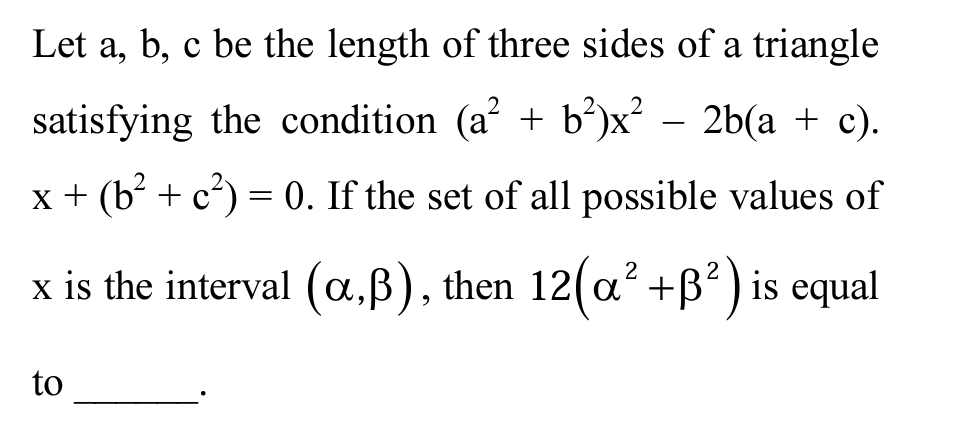 Let a, b, c be the length of three sides of a triangle
satisfying the condition (a² + b²)x² – 2b(a + c).
x + (b² + c²) = 0. If the set of all possible values of
x is the interval (α,β), then 12(α² +β²) is equal
to ______.